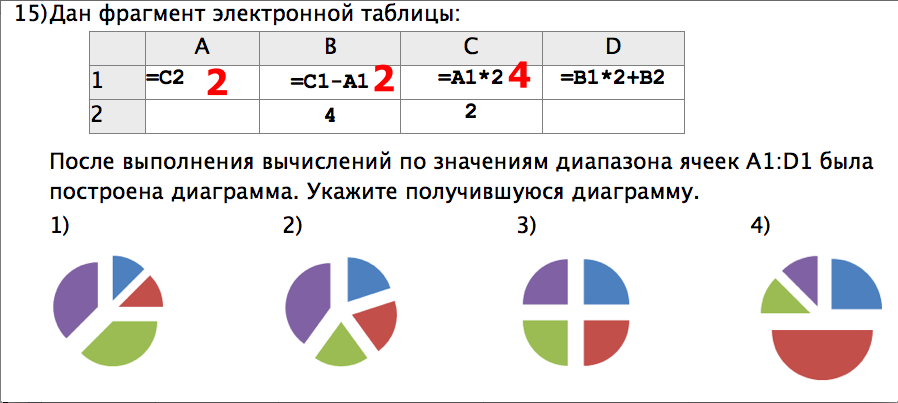 15)Дан фрагмент электронной таблицы:
A B C D
1 =C2 2 =C1-A1 2 =A1*2 4 =B1*2+B2
2 4 2
После выполнения вычислений по значениям диапазона ячеек A1:D1 была
построена диаграмма. Укажите получившуюся диаграмму.
1) 2) 3) 4)